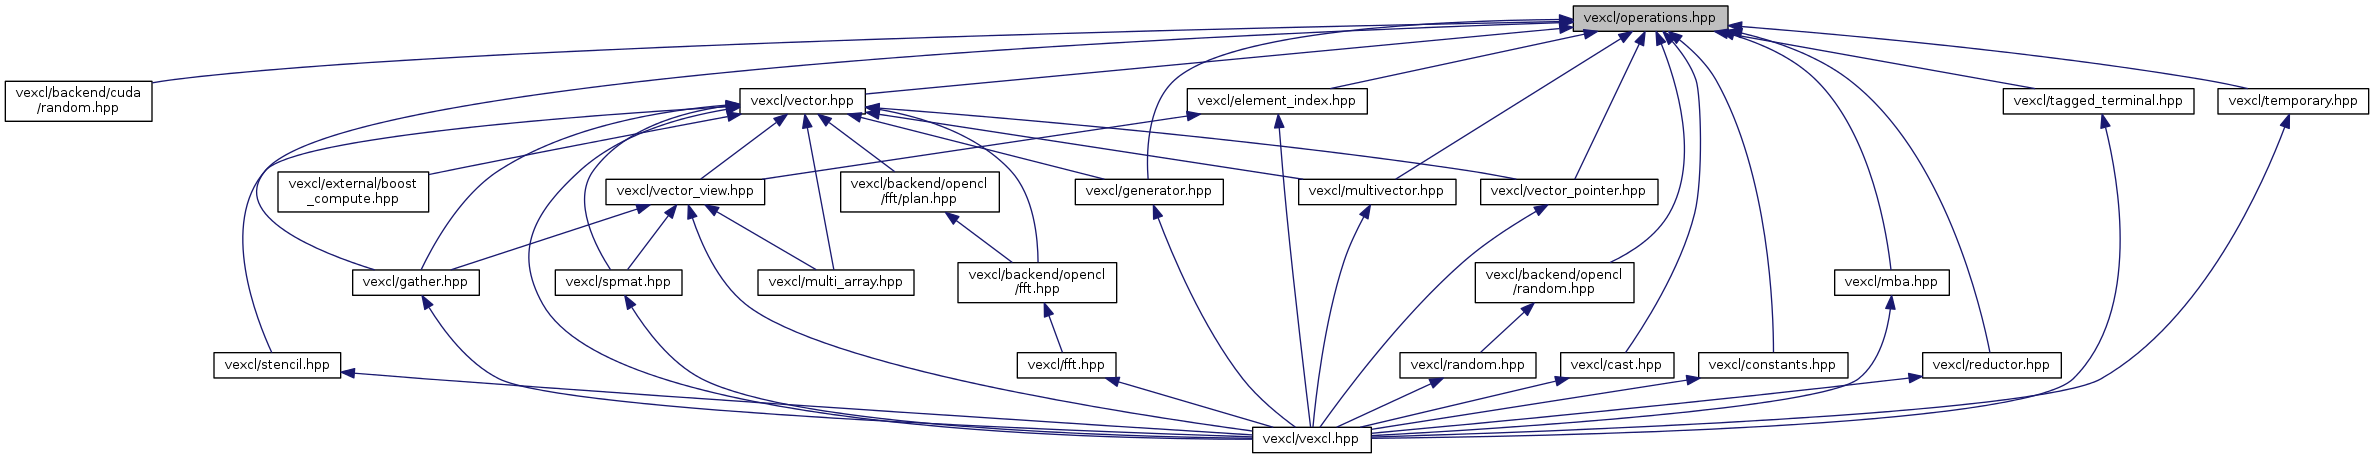 vexcl/operations.hpp
vexcl/backend/cuda
/random.hpp
vexcl/vector.hpp
vexcl/element_index.hpp
vexcl/tagged_terminal.hpp
vexcl/temporary.hpp
vexcl/external/boost
_compute.hpp
vexcl/vector_view.hpp
vexcl/backend/opencl
/fft/plan.hpp
vexcl/generator.hpp
vexcl/multivector.hpp
vexcl/vector_pointer.hpp
vexcl/gather.hpp
vexcl/spmat.hpp
vexcl/multi_array.hpp
vexcl/backend/opencl
/fft.hpp
vexcl/backend/opencl
/random.hpp
vexcl/mba.hpp
vexcl/stencil.hpp
vexcl/fft.hpp
vexcl/random.hpp
vexcl/cast.hpp
vexcl/constants.hpp
vexcl/reductor.hpp
vexcl/vexcl.hpp